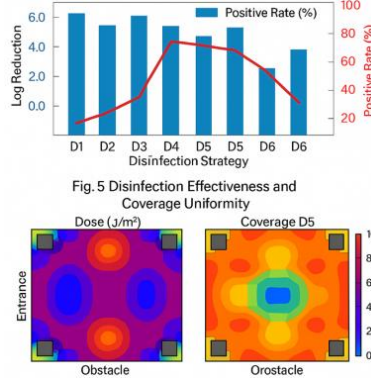 Positive Rate (%)
6.0
4.0
2.0
0.0
Log Reduction
100
80
60
40
20
Positive Rate (%)
D1 D2 D3 D4 D5 D5 D6 D6
Disinfection Strategy
Fig. 5 Disinfection Effectiveness and
Coverage Uniformity
Dose (J/m²)
Coverage D5
Entrance
Obstacle
Orostacle
8
6
4
2
0